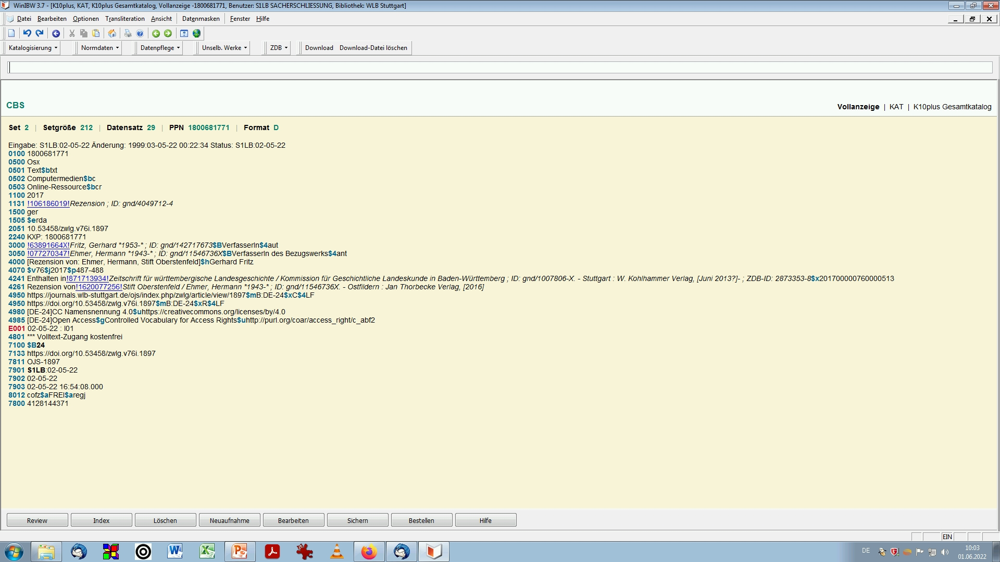 WinIBW 3.7 - [K10plus, KAT, K10plus Gesamtkatalog, Vollanzeige -1800681771, Benutzer: S1LB SACHERSCHLIESSUNG, Bibliothek: WLB Stuttgart]
Datei Bearbeiten Optionen Transliteration Ansicht Datenmasken Fenster Hilfe
Katalogisierung Normdaten Datenpflege Unselb. Werke ZDB Download Download-Datei löschen
CBS
Vollanzeige | KAT | K10plus Gesamtkatalog
Set 2 | Setgröße 212 | Datensatz 29 | PPN 1800681771 | Format D
Eingabe: S1LB:02-05-22 Änderung: 1999:03-05-22 00:22:34 Status: S1LB:02-05-22
0100 1800681771
0500 Osx
0501 Text$btxt
0502 Computermedien$bc
0503 Online-Ressource$bcr
1100 2017
1131 !106186019!Rezension ; ID: gnd/4049712-4
1500 ger
1505 $erda
2051 10.53458/zwlg.v76i.1897
2240 KXP: 1800681771
3000 !63891664X!Fritz, Gerhard *1953-* ; ID: gnd/142717673$BVerfasserIn$4aut
3050 !077270347!Ehmer, Hermann *1943-* ; ID: gnd/11546736X$BVerfasserIn des Bezugswerks$4ant
4000 [Rezension von: Ehmer, Hermann, Stift Oberstenfeld]$hGerhard Fritz
4070 $v76$j2017$p487-488
4241 Enthalten in!871713934!Zeitschrift für württembergische Landesgeschichte / Kommission für Geschichtliche Landeskunde in Baden-Württemberg ; ID: gnd/1007806-X. - Stuttgart : W. Kohlhammer Verlag, [Juni 2013?]- ; ZDB-ID: 2873353-8$x201700000760000513
4261 Rezension von!1620077256!Stift Oberstenfeld / Ehmer, Hermann *1943-* ; ID: gnd/11546736X. - Ostfildern : Jan Thorbecke Verlag, [2016]
4950 https://journals.wlb-stuttgart.de/ojs/index.php/zwlg/article/view/1897$mB:DE-24$xC$4LF
4950 https://doi.org/10.53458/zwlg.v76i.1897$mB:DE-24$xR$4LF
4980 [DE-24]CC Namensnennung 4.0$uhttps://creativecommons.org/licenses/by/4.0
4985 [DE-24]Open Access$gControlled Vocabulary for Access Rights$uhttp://purl.org/coar/access_right/c_abf2
E001 02-05-22 : l01
4801 *** Volltext-Zugang kostenfrei
7100 $B24
7133 https://doi.org/10.53458/zwlg.v76i.1897
7811 OJS-1897
7901 S1LB:02-05-22
7902 02-05-22
7903 02-05-22 16:54:08.000
8012 cofz$aFREI$aregj
7800 4128144371
Review Index Löschen Neuaufnahme Bearbeiten Sichern Bestellen Hilfe
EIN
DE 10:03
01.06.2022